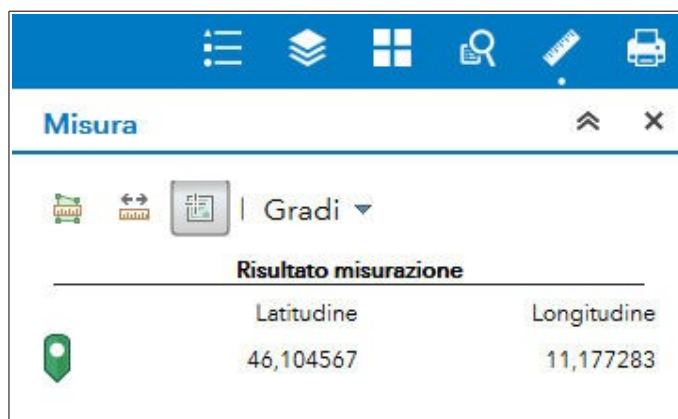 Misura
| Gradi
Risultato misurazione
Latitudine Longitudine
46,104567 11,177283